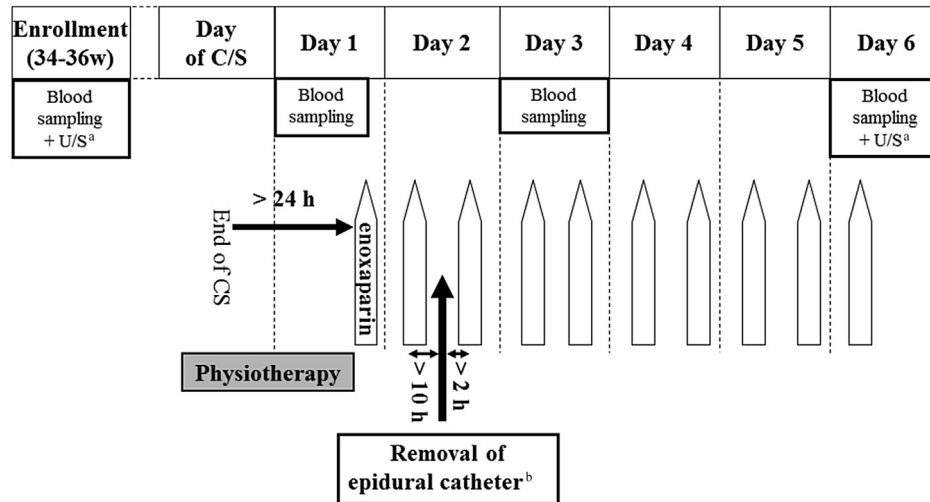 Enrollment
(34-36w)
Day
of C/S
Day 1
Day 2
Day 3
Day 4
Day 5
Day 6
Blood
sampling
+ U/Sᵃ
Blood
sampling
Blood
sampling
Blood
sampling
+ U/Sᵃ
> 24 h
End of CS
enoxaparin
Physiotherapy
> 10 h
> 2 h
Removal of
epidural catheterᵇ